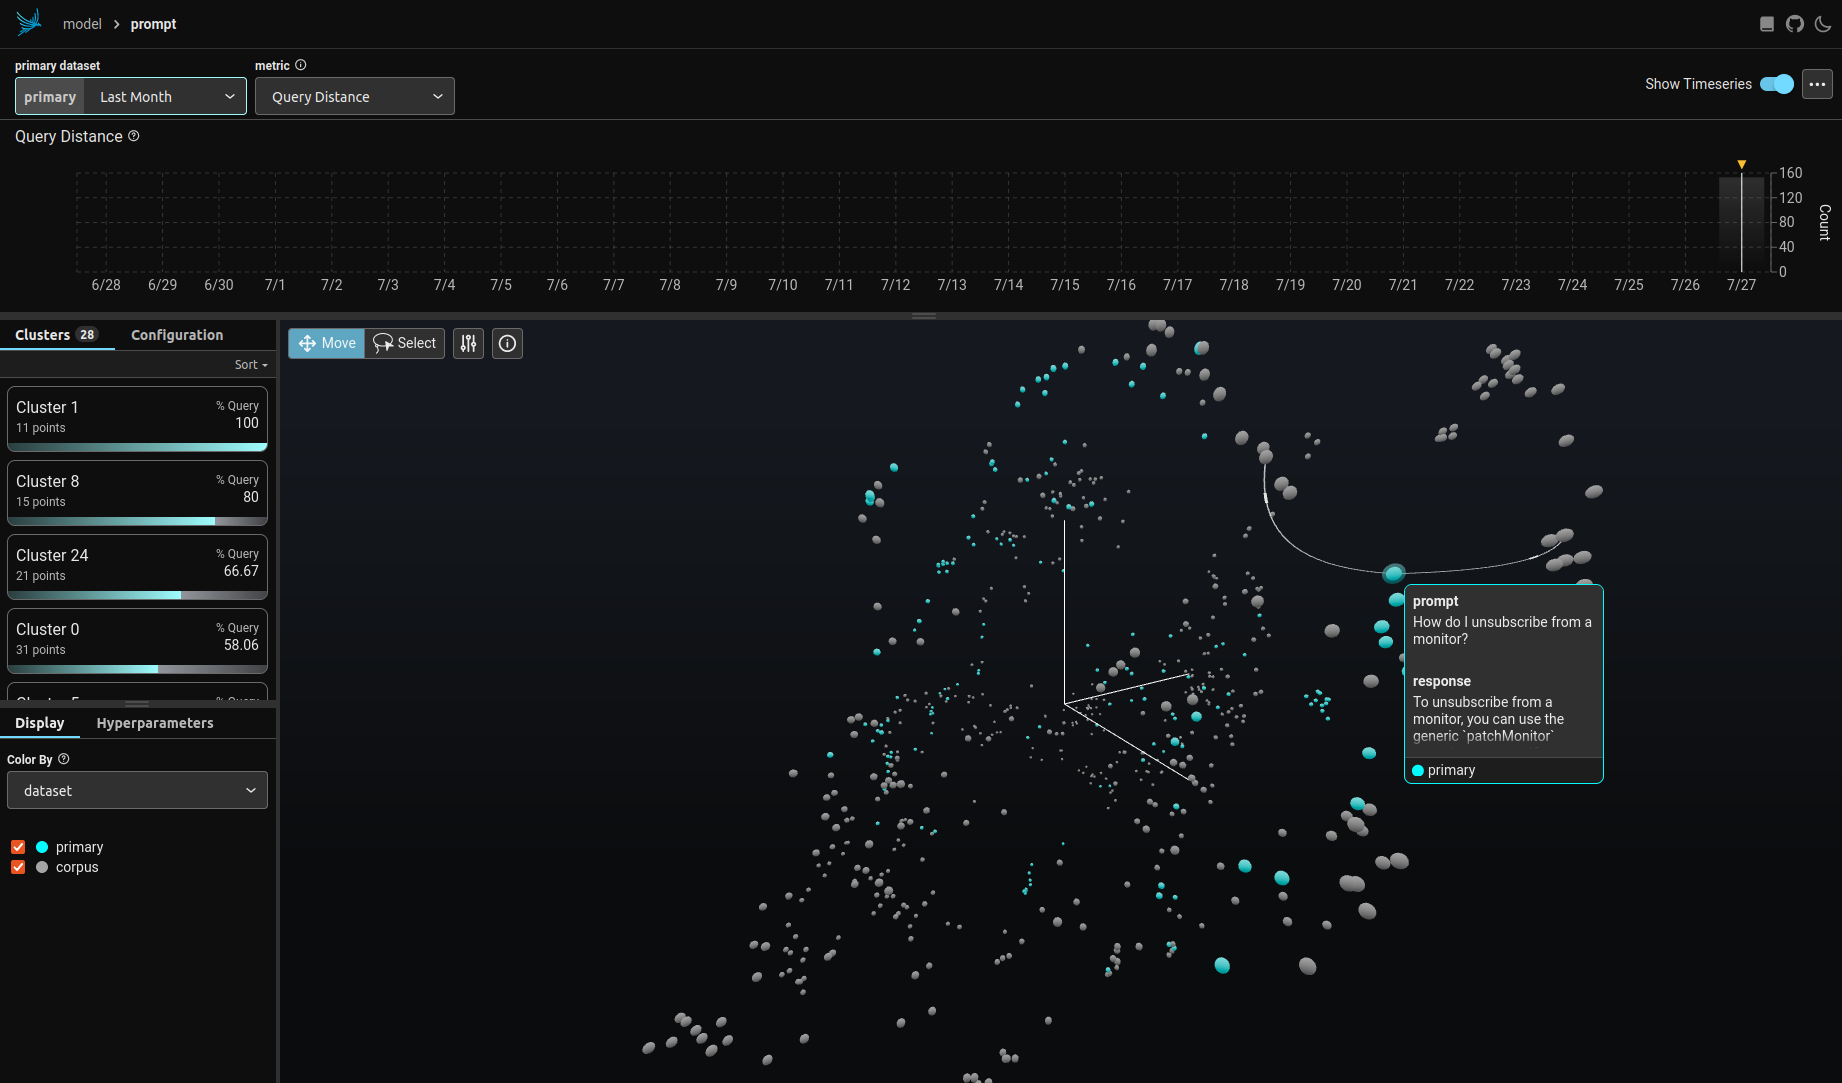 model > prompt
primary dataset
primary Last Month
metric
Query Distance
Show Timeseries
Query Distance
160
120
80
40
0
Count
6/28 6/29 6/30 7/1 7/2 7/3 7/4 7/5 7/6 7/7 7/8 7/9 7/10 7/11 7/12 7/13 7/14 7/15 7/16 7/17 7/18 7/19 7/20 7/21 7/22 7/23 7/24 7/25 7/26 7/27
Clusters 28 Configuration
Sort
Cluster 1 % Query
11 points 100
Cluster 8 % Query
15 points 80
Cluster 24 % Query
21 points 66.67
Cluster 0 % Query
31 points 58.06
Display Hyperparameters
Color By
dataset
primary
corpus
Move Select
prompt
How do I unsubscribe from a
monitor?
response
To unsubscribe from a
monitor, you can use the
generic `patchMonitor`
primary